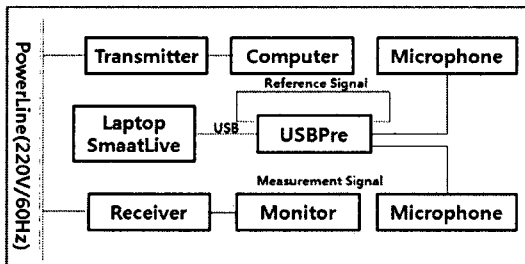 PowerLine(220V/60Hz)
Transmitter
Computer
Microphone
Reference Signal
Laptop
SmaatLive
USB
USBPre
Measurement Signal
Receiver
Monitor
Microphone